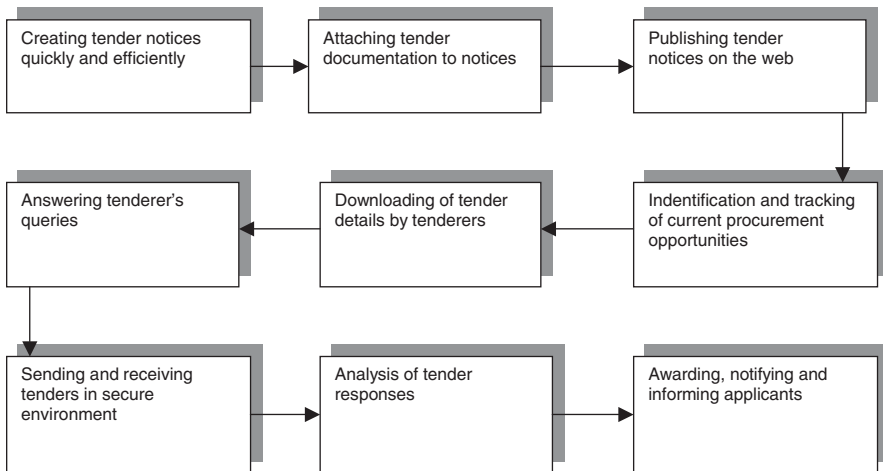 Creating tender notices
quickly and efficiently
Attaching tender
documentation to notices
Publishing tender
notices on the web
Indentification and tracking
of current procurement
opportunities
Downloading of tender
details by tenderers
Answering tenderer's
queries
Sending and receiving
tenders in secure
environment
Analysis of tender
responses
Awarding, notifying and
informing applicants